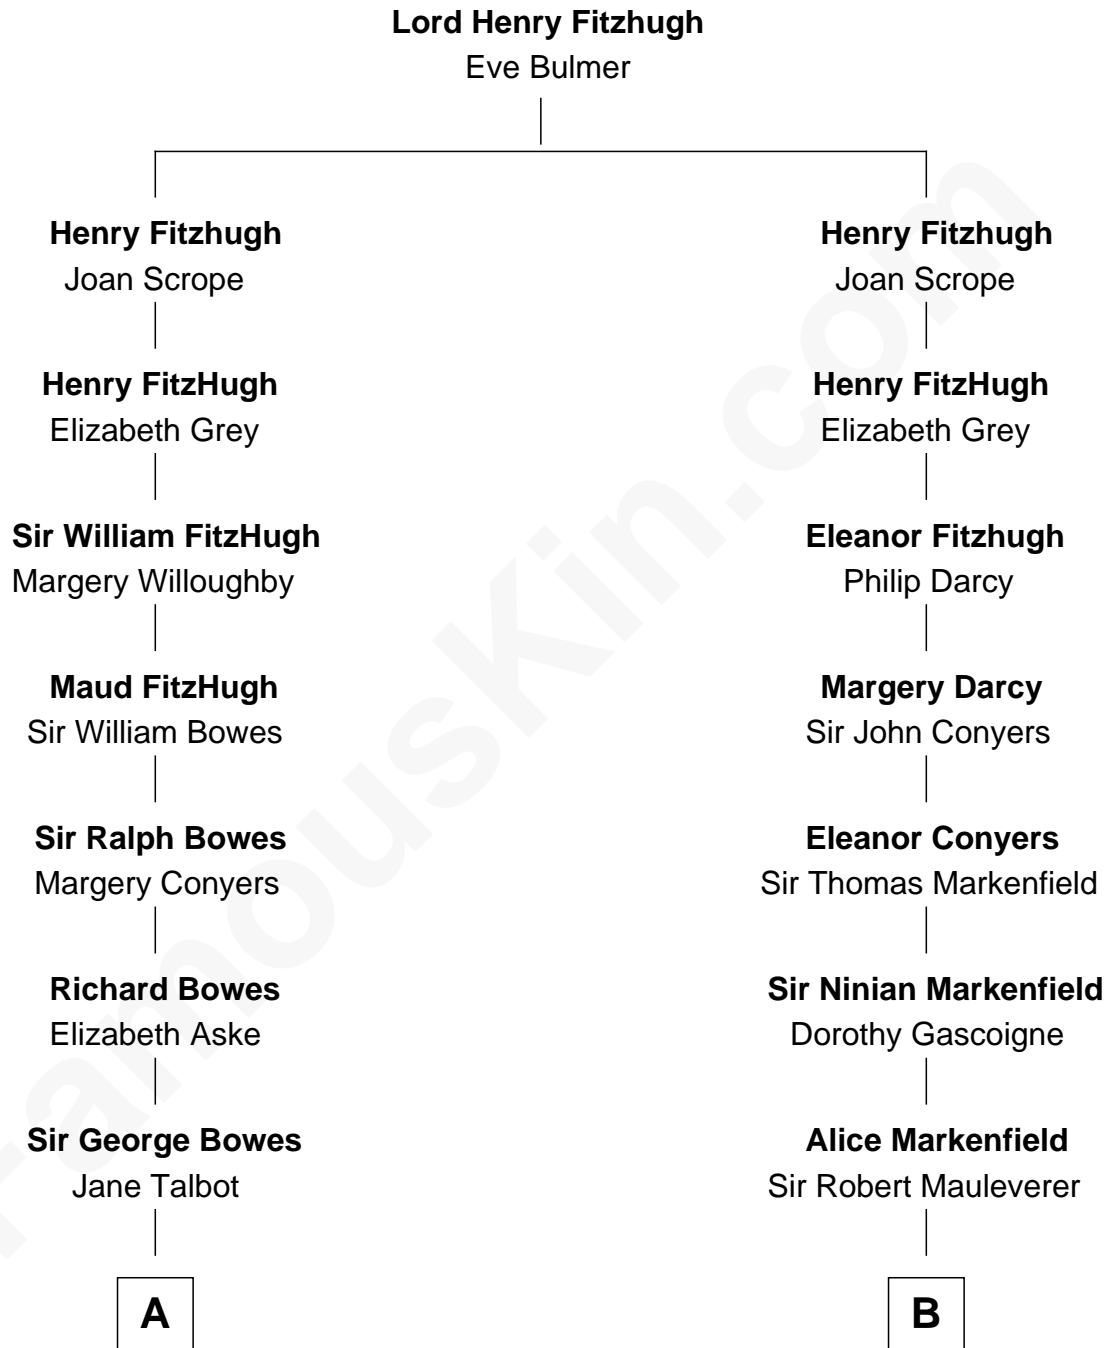 Lord Henry Fitzhugh
Eve Bulmer
Henry Fitzhugh
Joan Scrope
Henry FitzHugh
Elizabeth Grey
Sir William FitzHugh
Margery Willoughby
Maud FitzHugh
Sir William Bowes
Sir Ralph Bowes
Margery Conyers
Richard Bowes
Elizabeth Aske
Sir George Bowes
Jane Talbot
A
Henry Fitzhugh
Joan Scrope
Henry FitzHugh
Elizabeth Grey
Eleanor Fitzhugh
Philip Darcy
Margery Darcy
Sir John Conyers
Eleanor Conyers
Sir Thomas Markenfield
Sir Ninian Markenfield
Dorothy Gascoigne
Alice Markenfield
Sir Robert Mauleverer
B
FamousKin.com